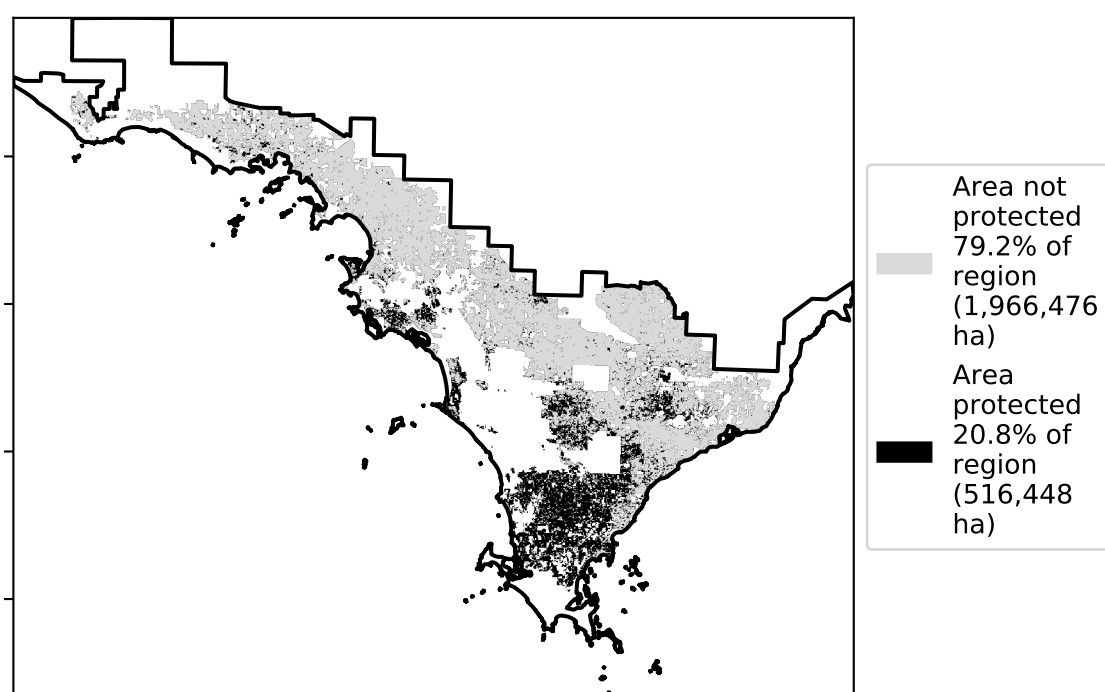 Area not
protected
79.2% of
region
(1,966,476
ha)
Area
protected
20.8% of
region
(516,448
ha)